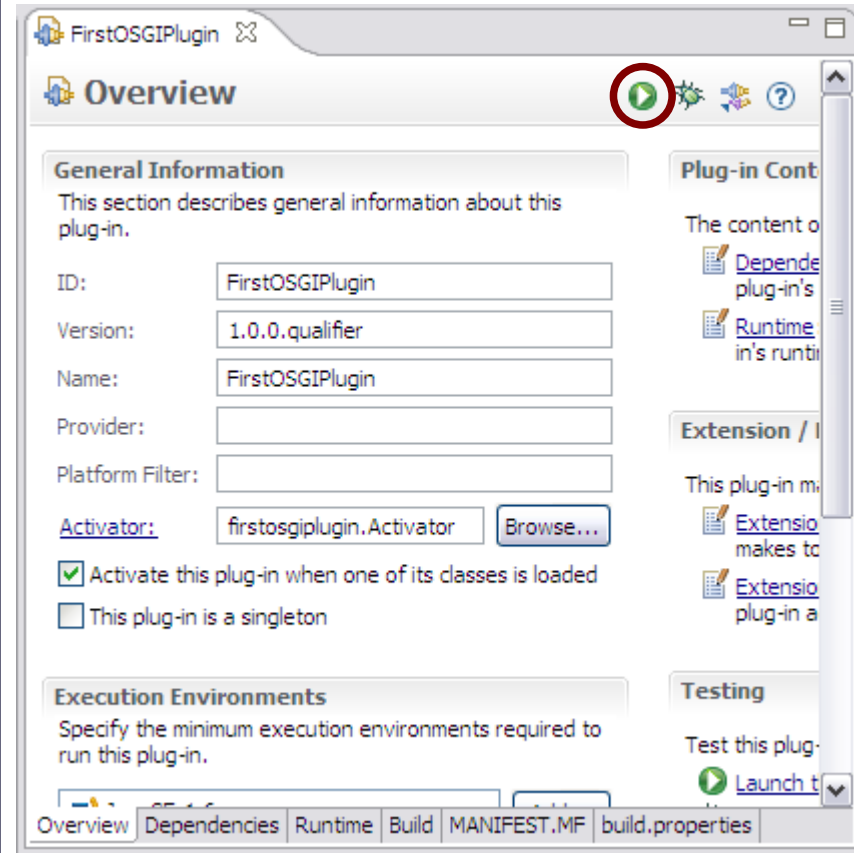 FirstOSGIPlugin
Overview
General Information
This section describes general information about this
plug-in.
ID:
FirstOSGIPlugin
Version:
1.0.0.qualifier
Name:
FirstOSGIPlugin
Provider:
Platform Filter:
Activator:
firstosgiplugin.Activator
Browse...
Activate this plug-in when one of its classes is loaded
This plug-in is a singleton
Execution Environments
Specify the minimum execution environments required to
run this plug-in.
Plug-in Cont
The content o
Depende
plug-in's
Runtime
in's runti
Extension /
This plug-in m
Extensio
makes to
Extensio
plug-in a
Testing
Test this plug-
Launch t
Overview Dependencies Runtime Build MANIFEST.MF build.properties